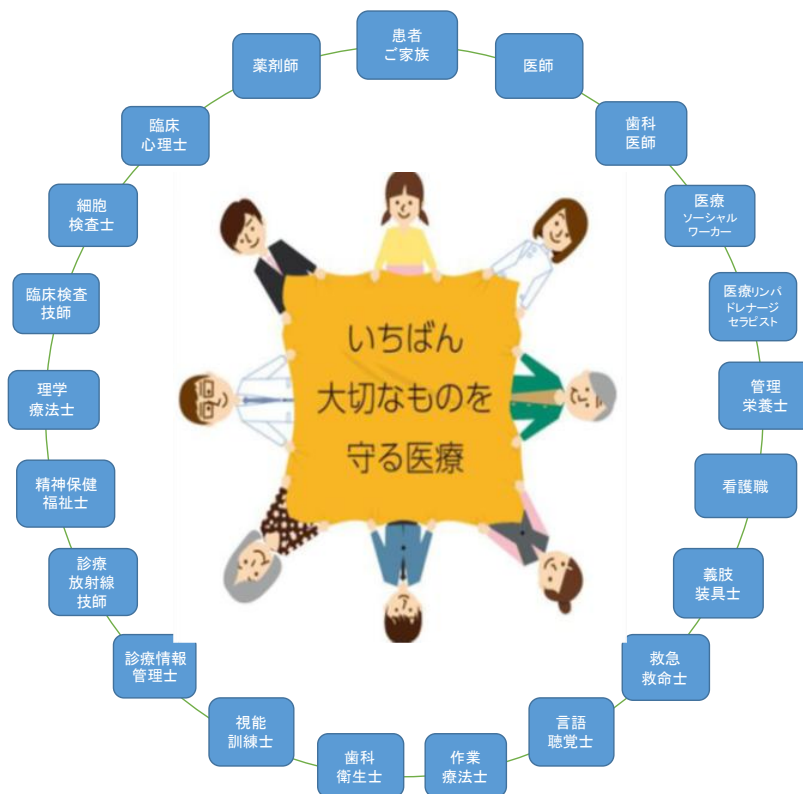 患者
ご家族
医師
歯科
医師
医療
ソーシャル
ワーカー
医療リンパ
ドレナージ
セラピスト
管理
栄養士
看護職
義肢
装具士
救急
救命士
言語
聴覚士
作業
療法士
歯科
衛生士
視能
訓練士
診療情報
管理士
診療
放射線
技師
精神保健
福祉士
理学
療法士
臨床検査
技師
細胞
検査士
臨床
心理士
薬剤師
いちばん
大切なものを
守る医療